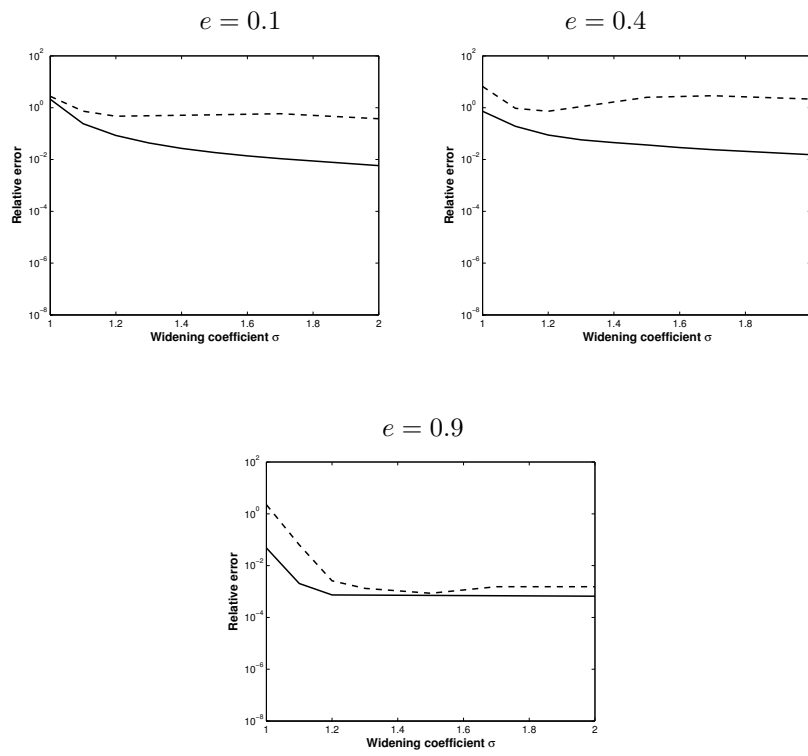 e = 0.1
10^2
10^0
10^-2
10^-4
10^-6
10^-8
Relative error
1 1.2 1.4 1.6 1.8 2
Widening coefficient σ
e = 0.4
10^2
10^0
10^-2
10^-4
10^-6
10^-8
Relative error
1 1.2 1.4 1.6 1.8
Widening coefficient σ
e = 0.9
10^2
10^0
10^-2
10^-4
10^-6
10^-8
Relative error
1 1.2 1.4 1.6 1.8 2
Widening coefficient σ